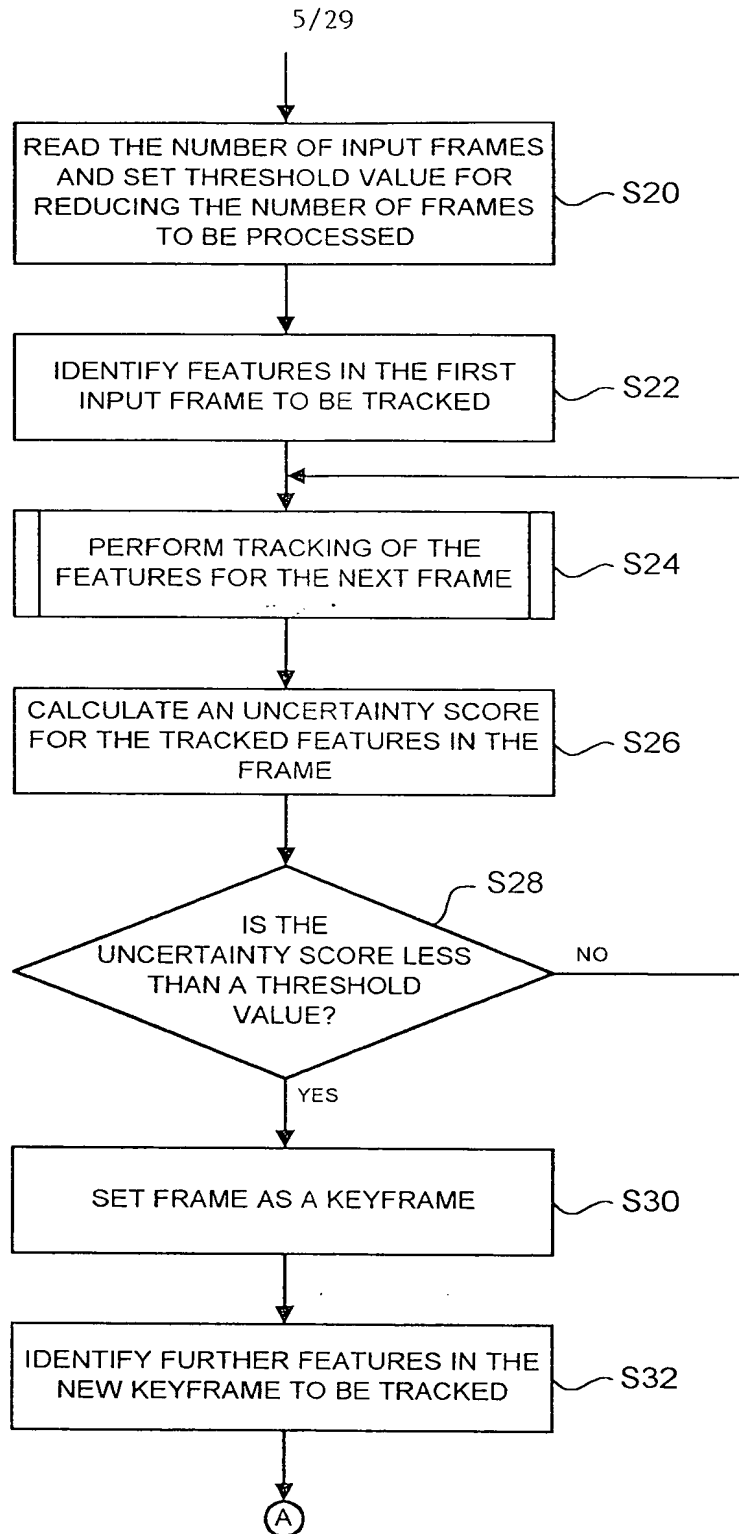 5/29
READ THE NUMBER OF INPUT FRAMES
AND SET THRESHOLD VALUE FOR
REDUCING THE NUMBER OF FRAMES
TO BE PROCESSED
S20
IDENTIFY FEATURES IN THE FIRST
INPUT FRAME TO BE TRACKED
S22
PERFORM TRACKING OF THE
FEATURES FOR THE NEXT FRAME
S24
CALCULATE AN UNCERTAINTY SCORE
FOR THE TRACKED FEATURES IN THE
FRAME
S26
S28
IS THE
UNCERTAINTY SCORE LESS
THAN A THRESHOLD
VALUE?
NO
YES
SET FRAME AS A KEYFRAME
S30
IDENTIFY FURTHER FEATURES IN THE
NEW KEYFRAME TO BE TRACKED
S32
A